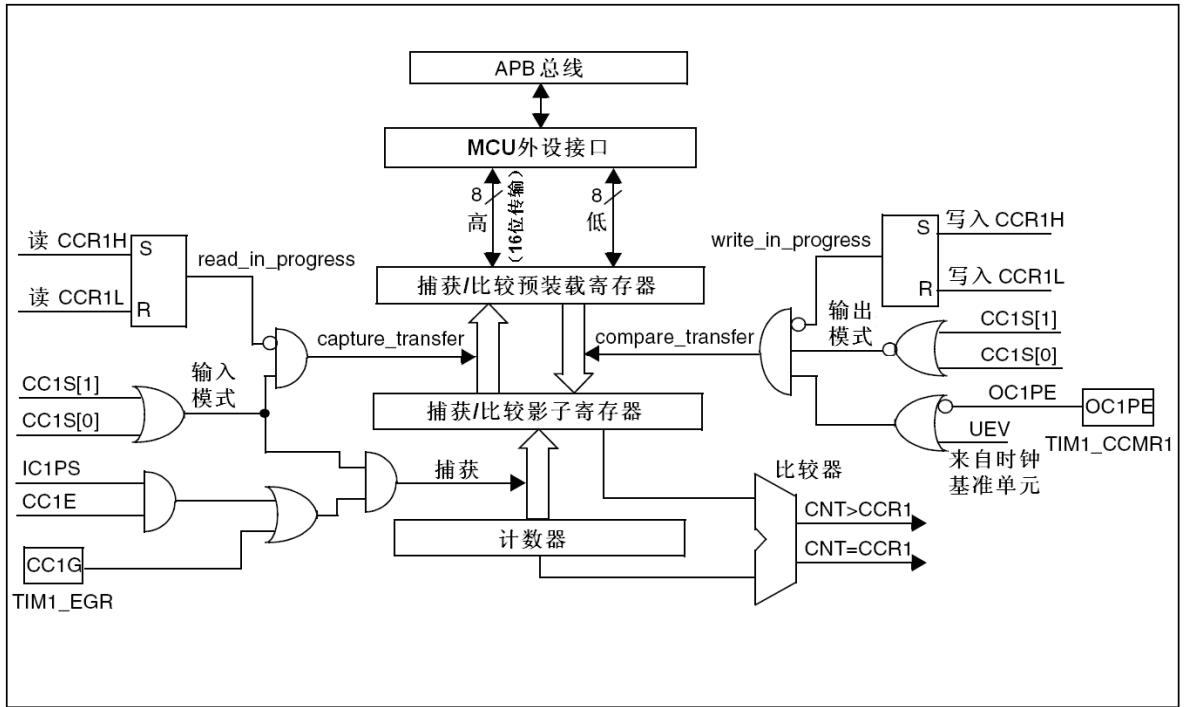 APB 总线
MCU外设接口
8
高
(16位传输)
8
低
读 CCR1H
S
读 CCR1L
R
read_in_progress
write_in_progress
S
写入 CCR1H
R
写入 CCR1L
捕获/比较预装载寄存器
capture_transfer
compare_transfer
输出
模式
CC1S[1]
CC1S[0]
CC1S[1]
CC1S[0]
输入
模式
捕获/比较影子寄存器
OC1PE
OC1PE
UEV
TIM1_CCMR1
来自时钟
基准单元
IC1PS
CC1E
捕获
比较器
CNT>CCR1
CNT=CCR1
计数器
CC1G
TIM1_EGR